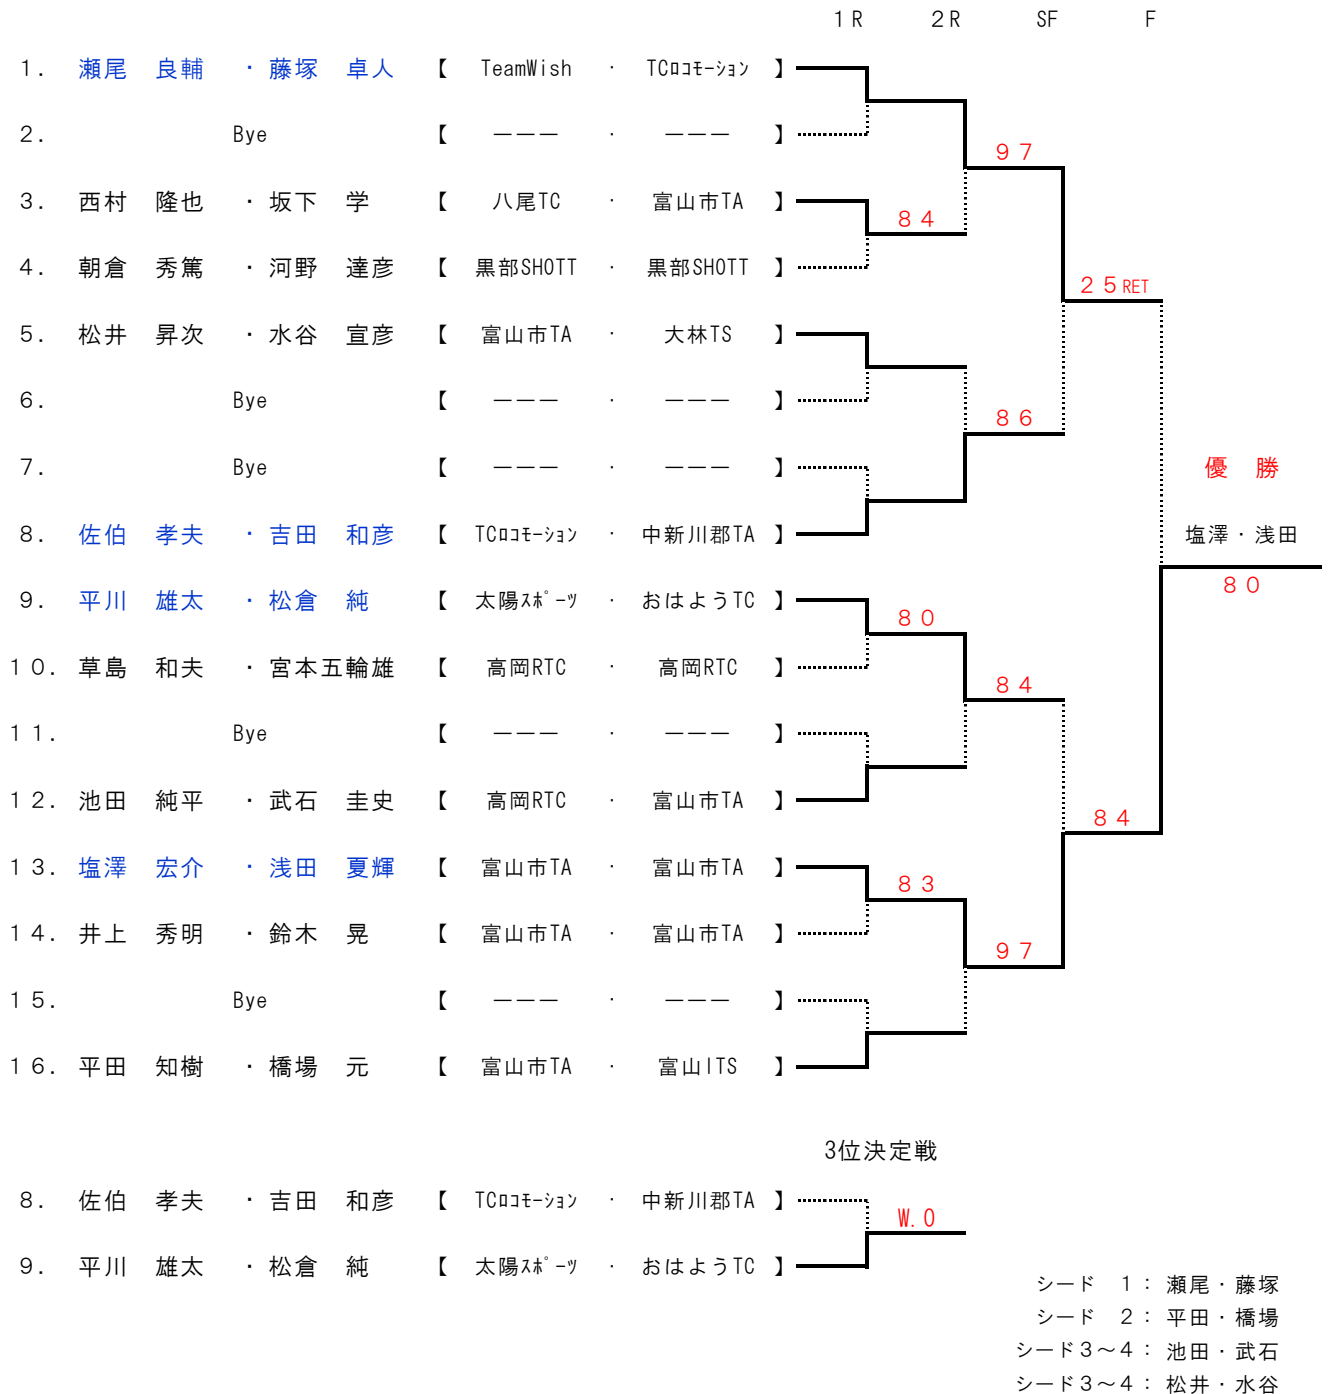 １Ｒ　２Ｒ　SF　F
１．　瀬尾　良輔　・藤塚　卓人　【　TeamWish　・　TCﾛｺﾓｰｼｮﾝ　】
２．　Bye　【　―――　・　―――　】
９７
３．　西村　隆也　・坂下　学　【　八尾TC　・　富山市TA　】
８４
４．　朝倉　秀篤　・河野　達彦　【　黒部SHOTT　・　黒部SHOTT　】
２５RET
５．　松井　昇次　・水谷　宣彦　【　富山市TA　・　大林TS　】
６．　Bye　【　―――　・　―――　】
８６
７．　Bye　【　―――　・　―――　】
優　勝
８．　佐伯　孝夫　・吉田　和彦　【　TCﾛｺﾓｰｼｮﾝ　・　中新川郡TA　】
塩澤・浅田
８０
９．　平川　雄太　・松倉　純　【　太陽ｽﾎﾟｰﾂ　・　おはようTC　】
８０
１０．　草島　和夫　・宮本五輪雄　【　高岡RTC　・　高岡RTC　】
８４
１１．　Bye　【　―――　・　―――　】
１２．　池田　純平　・武石　圭史　【　高岡RTC　・　富山市TA　】
８４
１３．　塩澤　宏介　・浅田　夏輝　【　富山市TA　・　富山市TA　】
８３
１４．　井上　秀明　・鈴木　晃　【　富山市TA　・　富山市TA　】
９７
１５．　Bye　【　―――　・　―――　】
１６．　平田　知樹　・橋場　元　【　富山市TA　・　富山ITS　】
3位決定戦
８．　佐伯　孝夫　・吉田　和彦　【　TCﾛｺﾓｰｼｮﾝ　・　中新川郡TA　】
W.O
９．　平川　雄太　・松倉　純　【　太陽ｽﾎﾟｰﾂ　・　おはようTC　】
シード　１：　瀬尾・藤塚
シード　２：　平田・橋場
シード３～４：　池田・武石
シード３～４：　松井・水谷